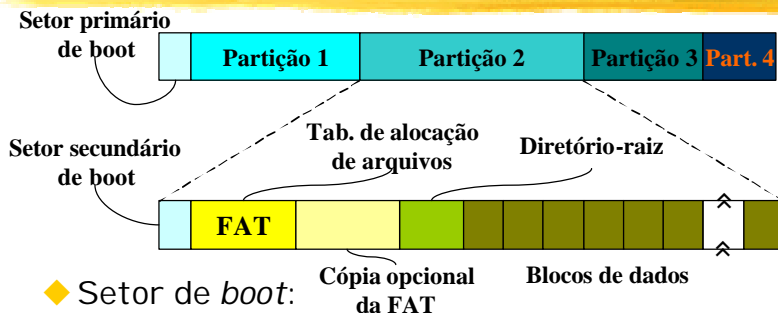 Setor primário
de boot
Partição 1
Partição 2
Partição 3
Part. 4
Setor secundário
de boot
Tab. de alocação
de arquivos
Diretório-raiz
FAT
Cópia opcional
da FAT
Blocos de dados
Setor de boot: